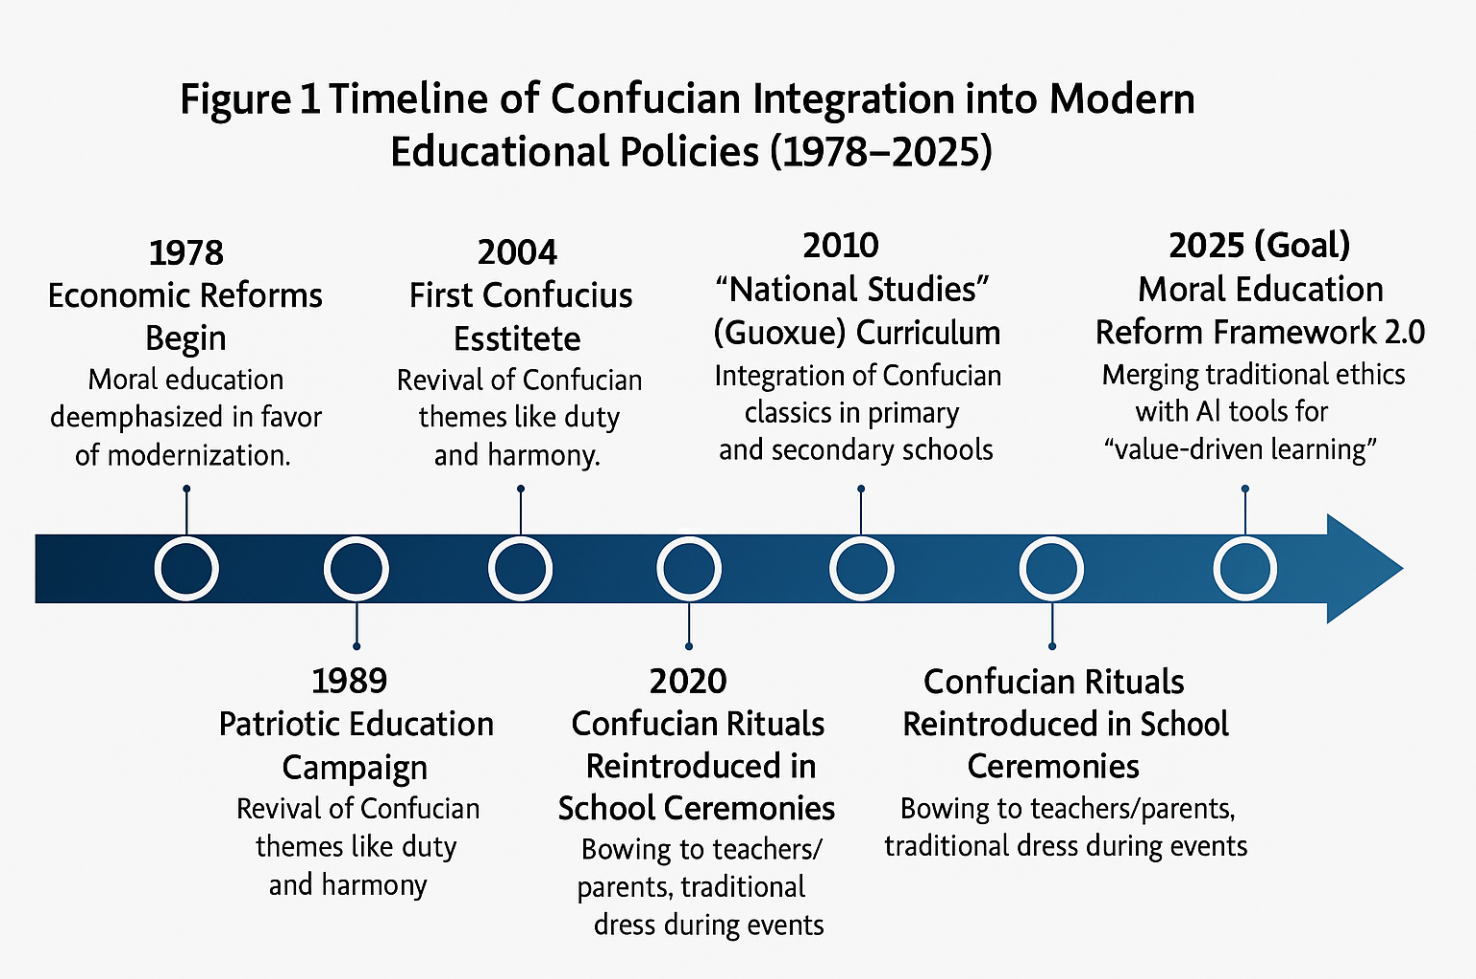 Figure 1 Timeline of Confucian Integration into Modern
Educational Policies (1978–2025)
1978
Economic Reforms
Begin
Moral education
deemphasized in favor
of modernization.
2004
First Confucius
Esstitete
Revival of Confucian
themes like duty
and harmony.
2010
“National Studies”
(Guoxue) Curriculum
Integration of Confucian
classics in primary
and secondary schools
2025 (Goal)
Moral Education
Reform Framework 2.0
Merging traditional ethics
with AI tools for
“value-driven learning”
1989
Patriotic Education
Campaign
Revival of Confucian
themes like duty
and harmony
2020
Confucian Rituals
Reintroduced in
School Ceremonies
Bowing to teachers/
parents, traditional
dress during events
Confucian Rituals
Reintroduced in School
Ceremonies
Bowing to teachers/parents,
traditional dress during events